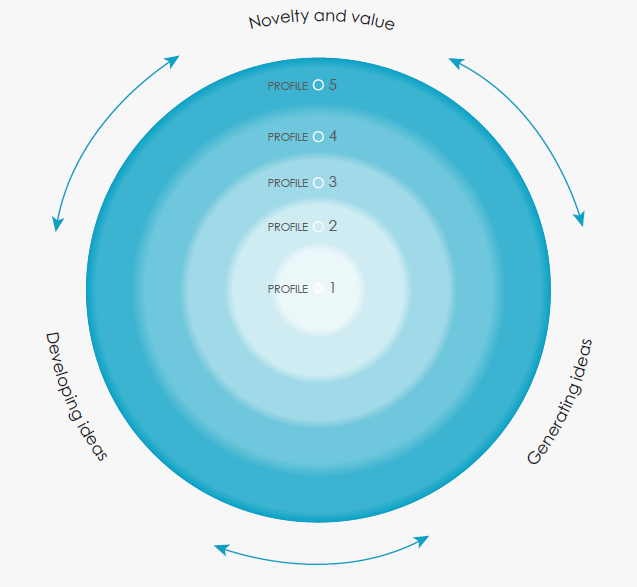 Novelty and value
PROFILE 5
PROFILE 4
PROFILE 3
PROFILE 2
PROFILE 1
Developing ideas
Generating ideas